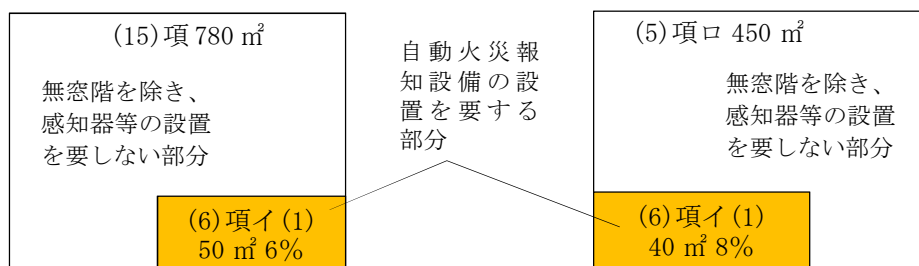 (15)項 780 ㎡
無窓階を除き、
感知器等の設置
を要しない部分
(6)項イ(1)
50 ㎡ 6%
自動火災報
知設備の設
置を要する
部分
(5)項ロ 450 ㎡
無窓階を除き、
感知器等の設置
を要しない部分
(6)項イ(1)
40 ㎡ 8%